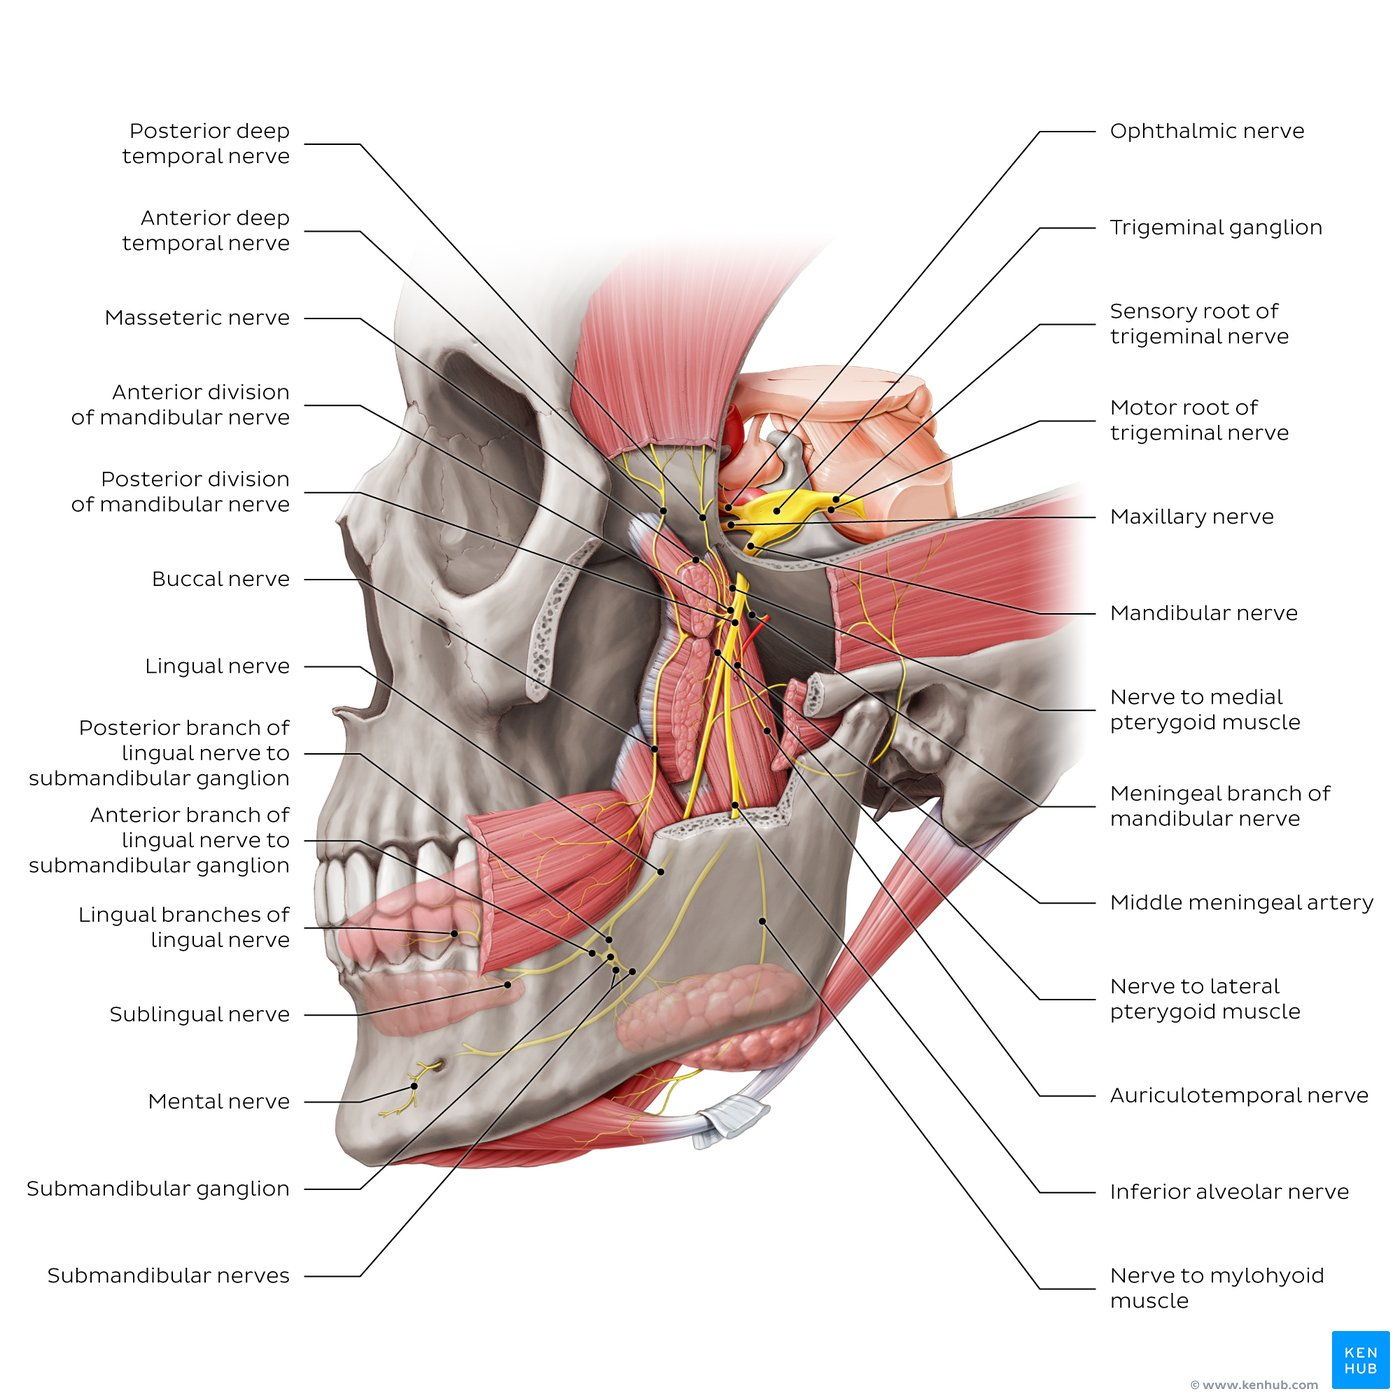 Posterior deep
temporal nerve
Anterior deep
temporal nerve
Masseteric nerve
Anterior division
of mandibular nerve
Posterior division
of mandibular nerve
Buccal nerve
Lingual nerve
Posterior branch of
lingual nerve to
submandibular ganglion
Anterior branch of
lingual nerve to
submandibular ganglion
Lingual branches of
lingual nerve
Sublingual nerve
Mental nerve
Submandibular ganglion
Submandibular nerves
Ophthalmic nerve
Trigeminal ganglion
Sensory root of
trigeminal nerve
Motor root of
trigeminal nerve
Maxillary nerve
Mandibular nerve
Nerve to medial
pterygoid muscle
Meningeal branch of
mandibular nerve
Middle meningeal artery
Nerve to lateral
pterygoid muscle
Auriculotemporal nerve
Inferior alveolar nerve
Nerve to mylohyoid
muscle
KEN
HUB
© www.kenhub.com